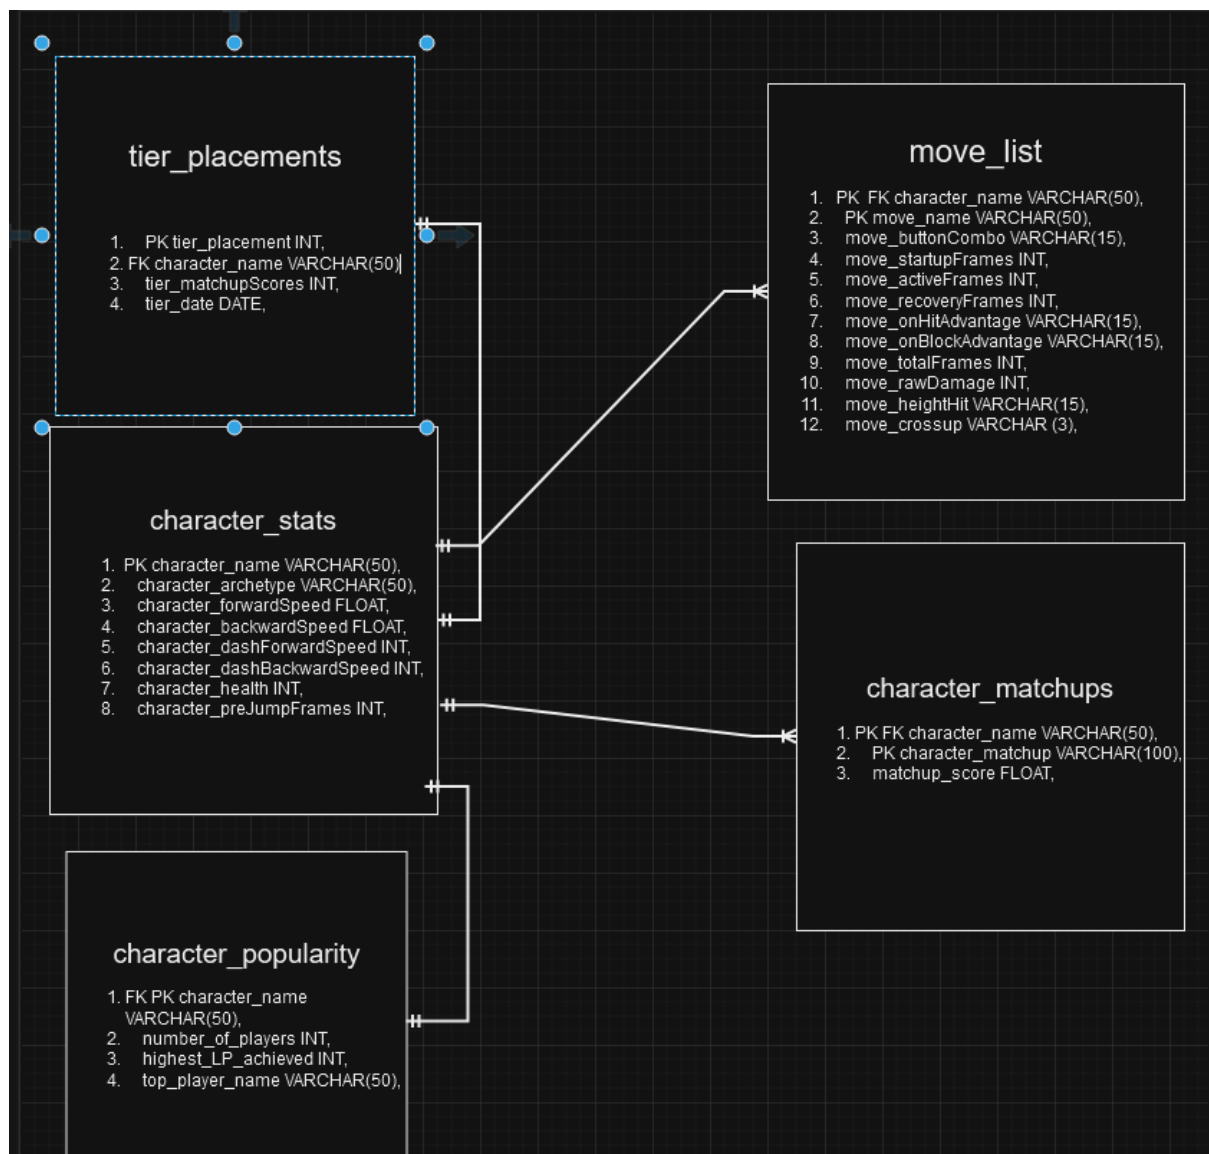 tier_placements
1. PK tier_placement INT,
2. FK character_name VARCHAR(50)
3. tier_matchupScores INT,
4. tier_date DATE,
character_stats
1. PK character_name VARCHAR(50),
2. character_archetype VARCHAR(50),
3. character_forwardSpeed FLOAT,
4. character_backwardSpeed FLOAT,
5. character_dashForwardSpeed INT,
6. character_dashBackwardSpeed INT,
7. character_health INT,
8. character_preJumpFrames INT,
character_popularity
1. FK PK character_name
VARCHAR(50),
2. number_of_players INT,
3. highest_LP_achieved INT,
4. top_player_name VARCHAR(50),
move_list
1. PK FK character_name VARCHAR(50),
2. PK move_name VARCHAR(50),
3. move_buttonCombo VARCHAR(15),
4. move_startupFrames INT,
5. move_activeFrames INT,
6. move_recoveryFrames INT,
7. move_onHitAdvantage VARCHAR(15),
8. move_onBlockAdvantage VARCHAR(15),
9. move_totalFrames INT,
10. move_rawDamage INT,
11. move_heightHit VARCHAR(15),
12. move_crossup VARCHAR (3),
character_matchups
1. PK FK character_name VARCHAR(50),
2. PK character_matchup VARCHAR(100),
3. matchup_score FLOAT,